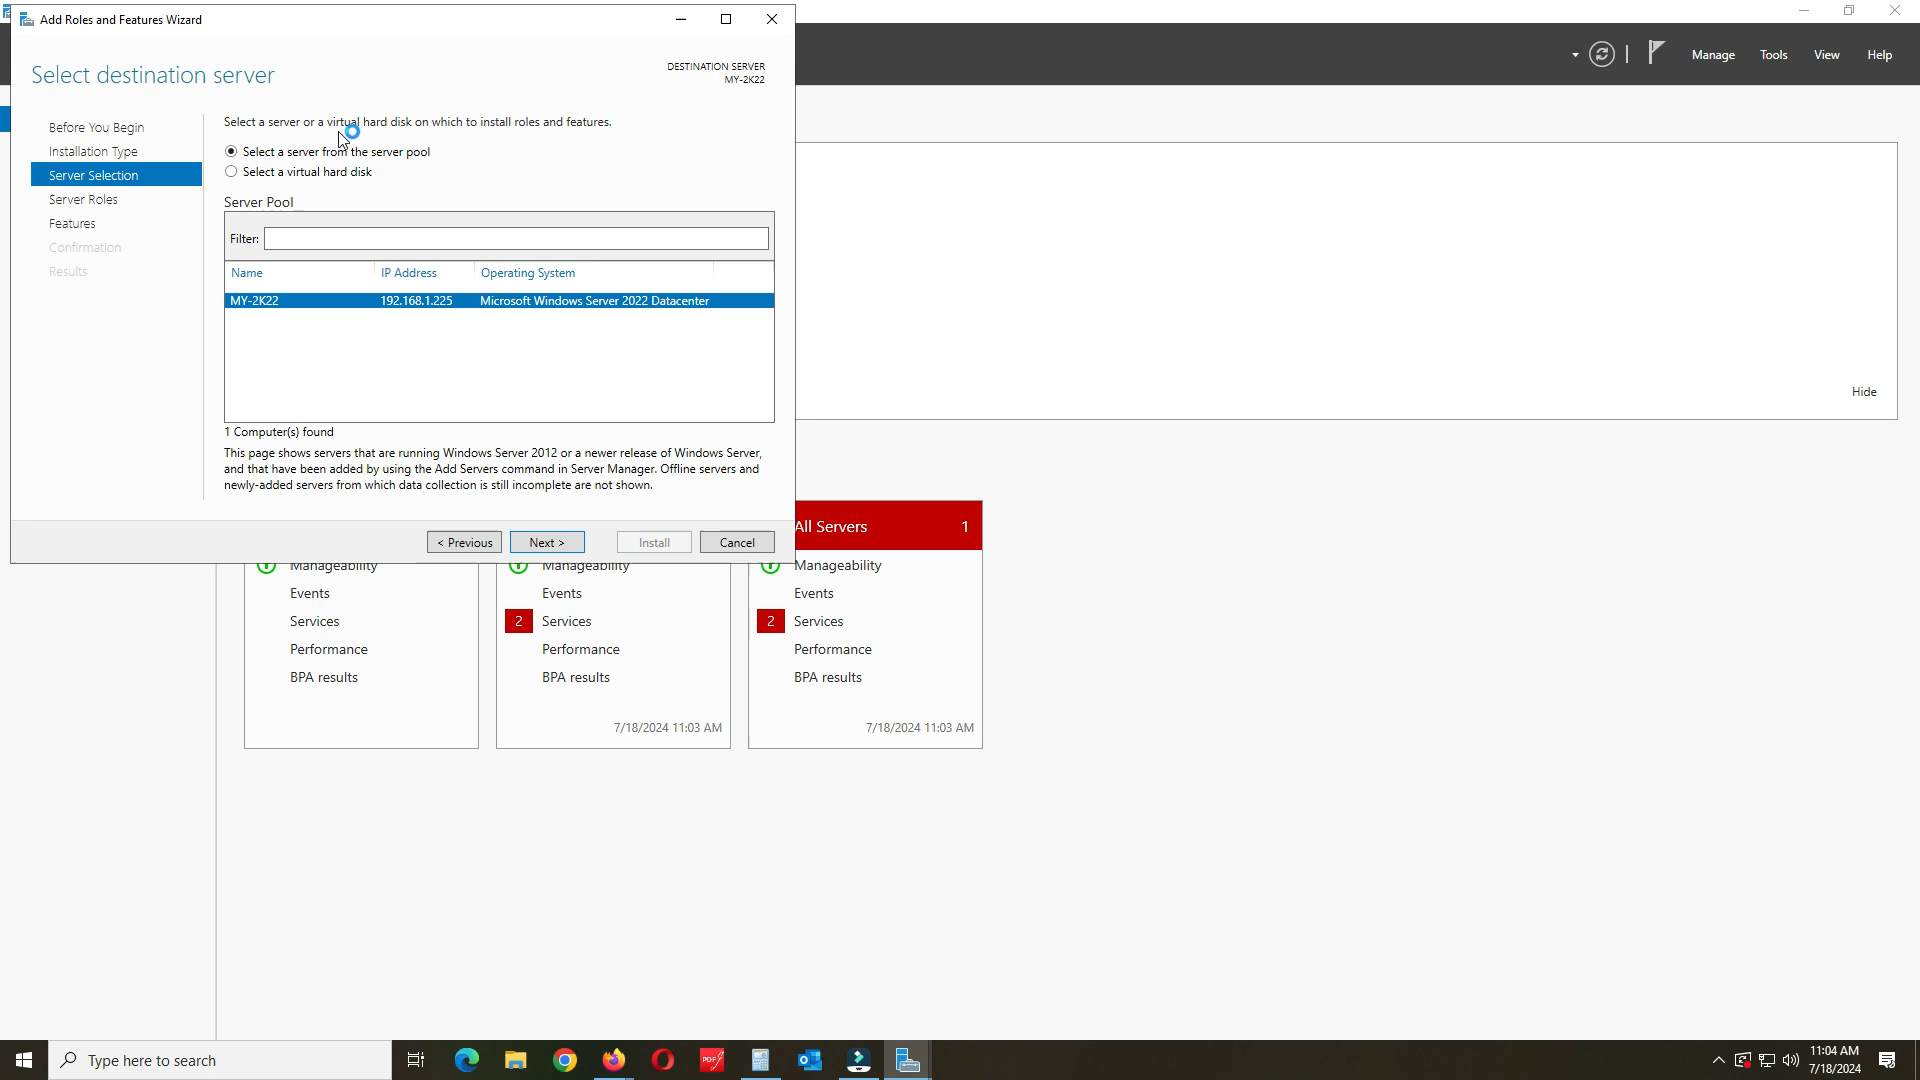 Add Roles and Features Wizard
Manage Tools View Help
Select destination server
DESTINATION SERVER
MY-2K22
Before You Begin
Installation Type
Server Selection
Server Roles
Features
Confirmation
Results
Select a server or a virtual hard disk on which to install roles and features.
Select a server from the server pool
Select a virtual hard disk
Server Pool
Filter:
Name IP Address Operating System
MY-2K22 192.168.1.225 Microsoft Windows Server 2022 Datacenter
1 Computer(s) found
This page shows servers that are running Windows Server 2012 or a newer release of Windows Server,
and that have been added by using the Add Servers command in Server Manager. Offline servers and
newly-added servers from which data collection is still incomplete are not shown.
< Previous Next > Install Cancel
Hide
All Servers 1
Manageability
Events
Services
Performance
BPA results
Manageability
Events
2 Services
Performance
BPA results
7/18/2024 11:03 AM
Manageability
Events
2 Services
Performance
BPA results
7/18/2024 11:03 AM
Type here to search
PDF
11:04 AM
7/18/2024